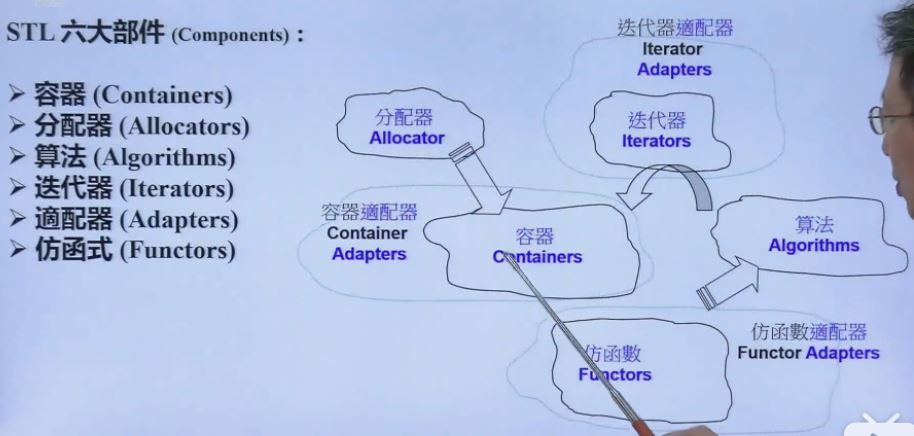 STL 六大部件 (Components) :
➢ 容器 (Containers)
➢ 分配器 (Allocators)
➢ 算法 (Algorithms)
➢ 迭代器 (Iterators)
➢ 適配器 (Adapters)
➢ 仿函式 (Functors)
迭代器適配器
Iterator
Adapters
分配器
Allocator
迭代器
Iterators
容器適配器
Container
Adapters
容器
Containers
算法
Algorithms
仿函數
Functors
仿函數適配器
Functor Adapters